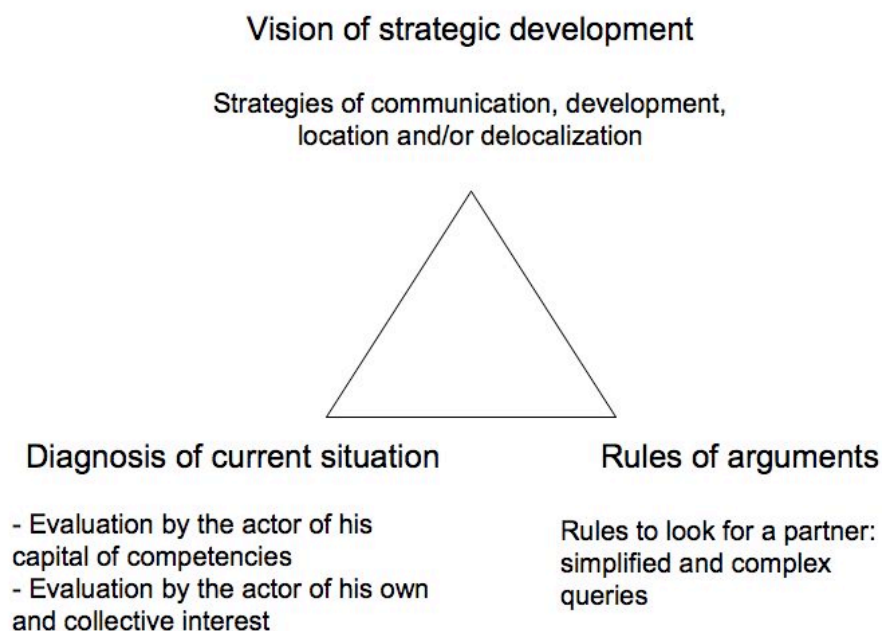 Vision of strategic development
Strategies of communication, development,
location and/or delocalization
Diagnosis of current situation
- Evaluation by the actor of his
capital of competencies
- Evaluation by the actor of his own
and collective interest
Rules of arguments
Rules to look for a partner:
simplified and complex
queries